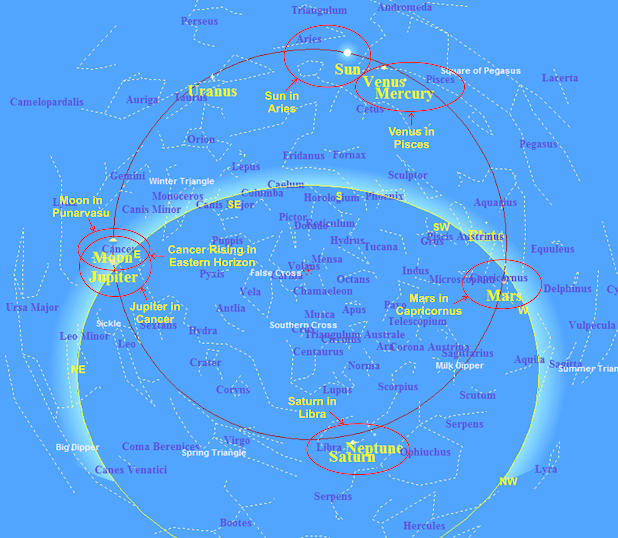 Triangulum
Andromeda
Perseus
Aries
Sun
Square of Pegasus
Lacerta
Venus
Pisces
Uranus
Mercury
Taurus
Auriga
Camelopardalis
Sun in
Aries
Cetus
Venus in
Pisces
Orion
Pegasus
Eridanus
Fornax
Lepus
Sculptor
Gemini
Winter Triangle
Caelum
Monoceros
Columba
Horologium
S
Phoenix
Moon in
Punarvasu
Canis Minor
Canis Major
SE
Aquarius
Pictor
Dorado
Reticulum
SW
Puppis
Hydrus
Tucana
Grus
Piscis Austrinus
Cancer
Moon
E
Cancer Rising in
Eastern Horizon
Mensa
Equuleus
Volans
Jupiter
Pyxis
False Cross
Carina
Octans
Indus
Microscopium
Capricornus
Vela
Chamaeleon
Mars in
Capricornus
Mars
Delphinus
Cy
Ursa Major
Jupiter in
Cancer
Antlia
Musca
Apus
Pavo
W
Sickle
Sextans
Southern Cross
Telescopium
Vulpecula
Leo Minor
Leo
Hydra
Triangulum Australe
Circinus
Centaurus
Ara
Corona Austrina
Sagittarius
Crater
Norma
Milk Dipper
Aquila
Sagitta
NE
Summer Trian
Corvus
Lupus
Scorpius
Scutum
Saturn in
Libra
Serpens
Big Dipper
Coma Berenices
Virgo
Spring Triangle
Libra
Neptune
Saturn
Ophiuchus
Canes Venatici
Lyra
NW
Serpens
Bootes
Hercules